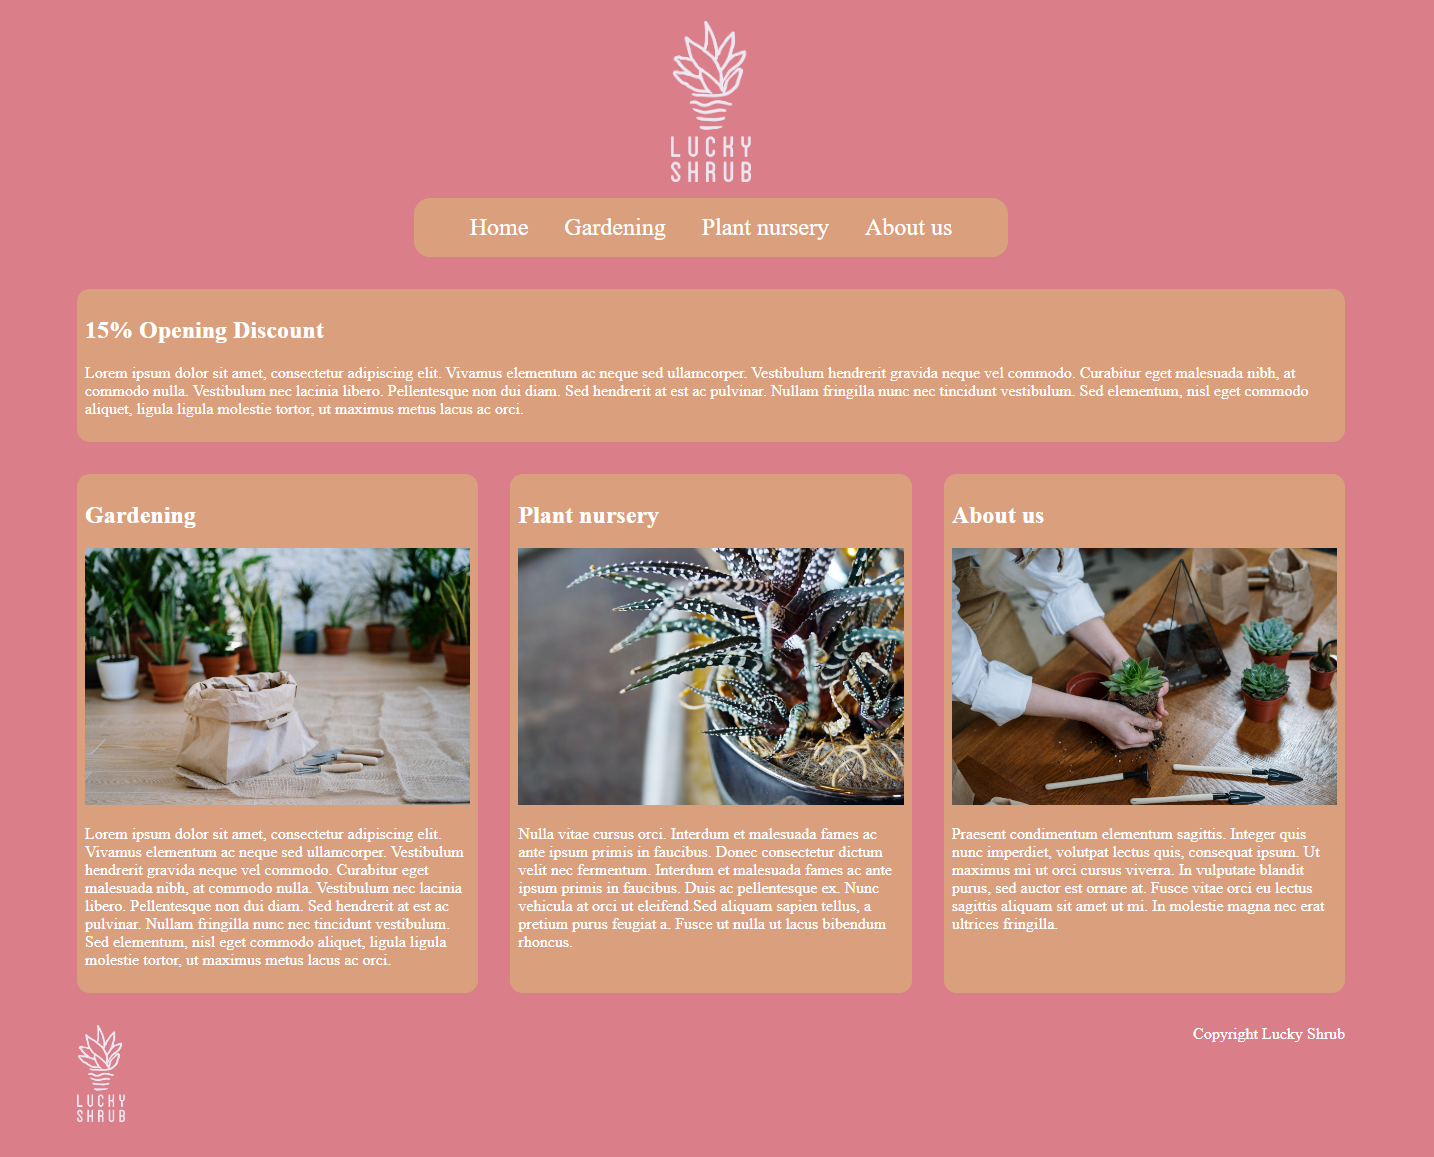 LUCKY
SHRUB
Home Gardening Plant nursery About us
15% Opening Discount
Lorem ipsum dolor sit amet, consectetur adipiscing elit. Vivamus elementum ac neque sed ullamcorper. Vestibulum hendrerit gravida neque vel commodo. Curabitur eget malesuada nibh, at
commodo nulla. Vestibulum nec lacinia libero. Pellentesque non dui diam. Sed hendrerit at est ac pulvinar. Nullam fringilla nunc nec tincidunt vestibulum. Sed elementum, nisl eget commodo
aliquet, ligula ligula molestie tortor, ut maximus metus lacus ac orci.
Gardening
Lorem ipsum dolor sit amet, consectetur adipiscing elit.
Vivamus elementum ac neque sed ullamcorper. Vestibulum
hendrerit gravida neque vel commodo. Curabitur eget
malesuada nibh, at commodo nulla. Vestibulum nec lacinia
libero. Pellentesque non dui diam. Sed hendrerit at est ac
pulvinar. Nullam fringilla nunc nec tincidunt vestibulum.
Sed elementum, nisl eget commodo aliquet, ligula ligula
molestie tortor, ut maximus metus lacus ac orci.
Plant nursery
Nulla vitae cursus orci. Interdum et malesuada fames ac
ante ipsum primis in faucibus. Donec consectetur dictum
velit nec fermentum. Interdum et malesuada fames ac ante
ipsum primis in faucibus. Duis ac pellentesque ex. Nunc
vehicula at orci ut eleifend.Sed aliquam sapien tellus, a
pretium purus feugiat a. Fusce ut nulla ut lacus bibendum
rhoncus.
About us
Praesent condimentum elementum sagittis. Integer quis
nunc imperdiet, volutpat lectus quis, consequat ipsum. Ut
maximus mi ut orci cursus viverra. In vulputate blandit
purus, sed auctor est ornare at. Fusce vitae orci eu lectus
sagittis aliquam sit amet ut mi. In molestie magna nec erat
ultrices fringilla.
LUCKY
SHRUB
Copyright Lucky Shrub